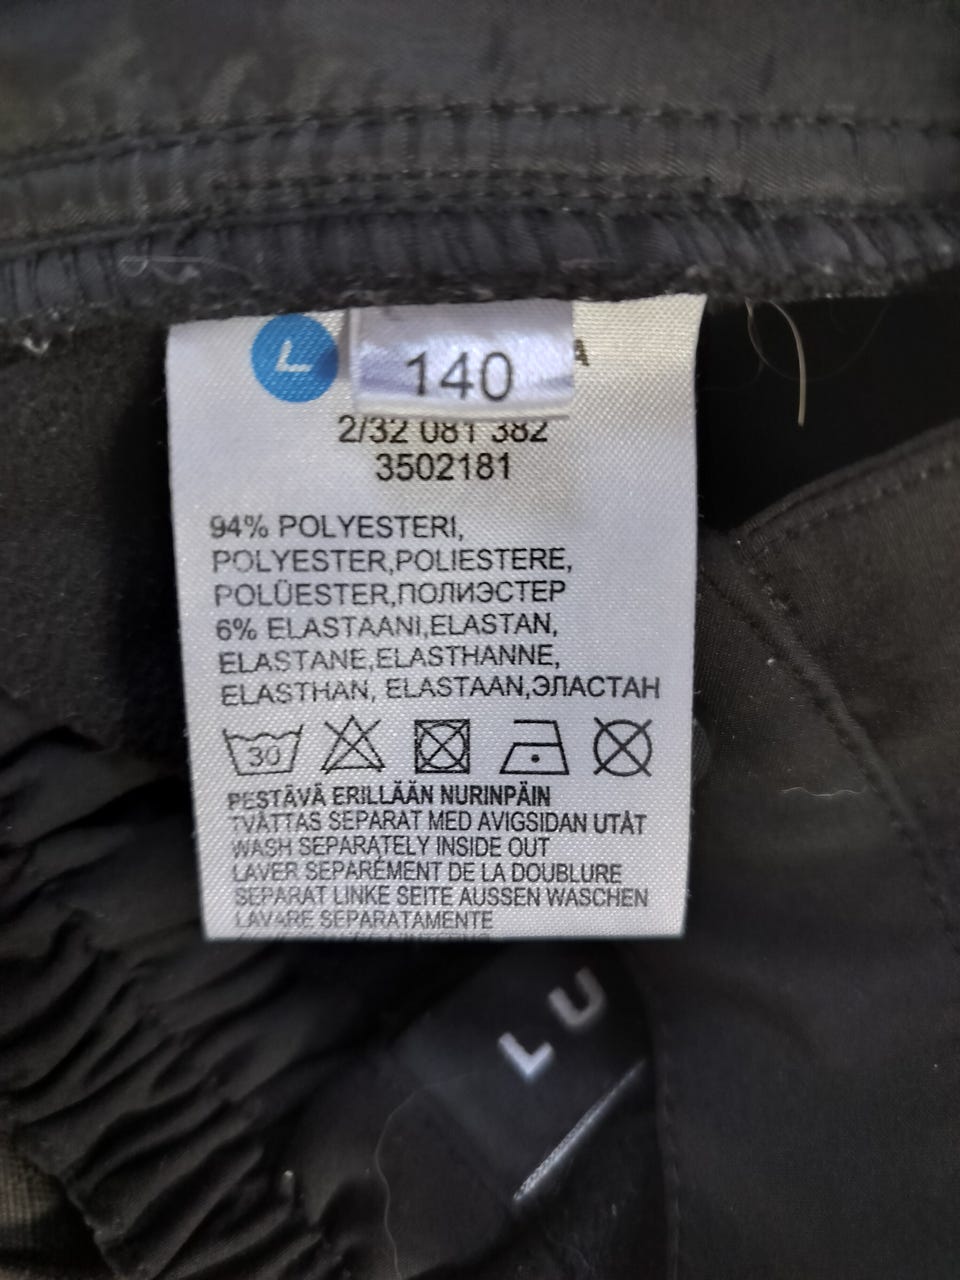 L
140
A
2/32 081 382
3502181
94% POLYESTERI,
POLYESTER,POLIESTERE,
POLÜESTER,ПОЛИЭСТЕР
6% ELASTAANI,ELASTAN,
ELASTANE,ELASTHANNE,
ELASTHAN, ELASTAAN,ЭЛАСТАН
30
PESTÄVÄ ERILLÄÄN NURINPÄIN
TVÄTTAS SEPARAT MED AVIGSIDAN UTÅT
WASH SEPARATELY INSIDE OUT
LAVER SEPARÉMENT DE LA DOUBLURE
SEPARAT LINKE SEITE AUSSEN WASCHEN
LAVARE SEPARATAMENTE
LU